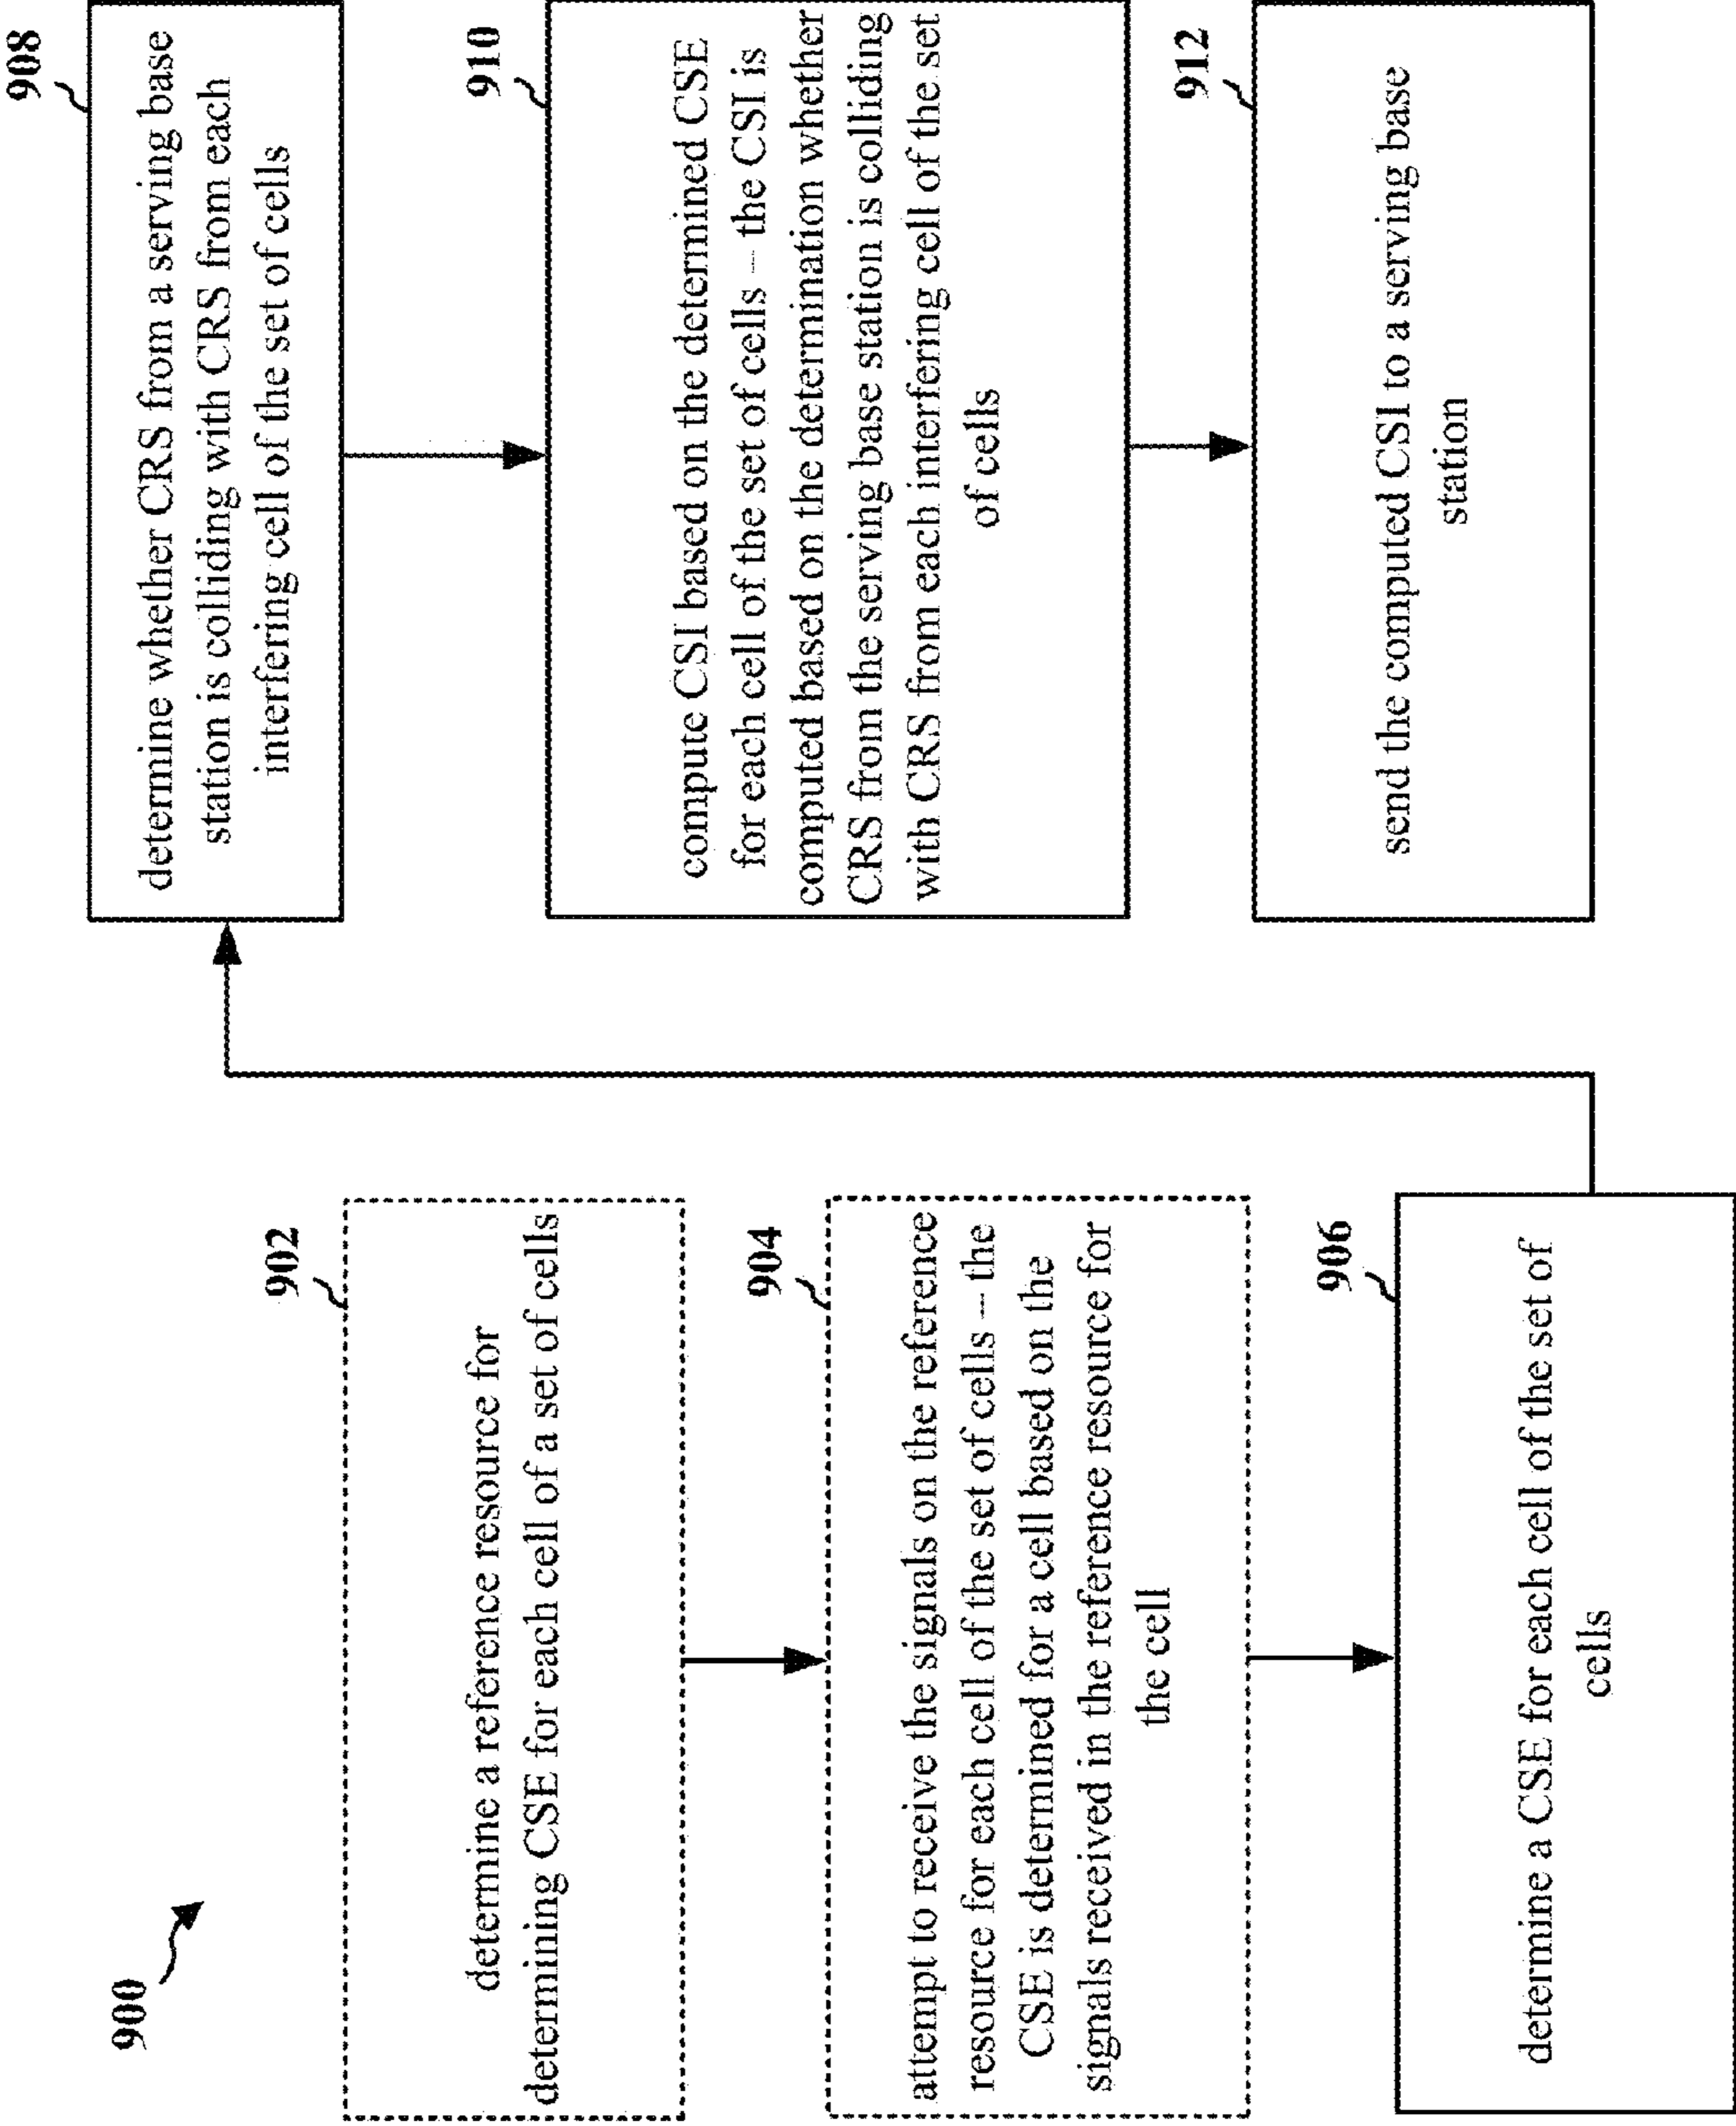 900
902
determine a reference resource for
determining CSE for each cell of a set of cells
904
attempt to receive the signals on the reference
resource for each cell of the set of cells – the
CSE is determined for a cell based on the
signals received in the reference resource for
the cell
906
determine a CSE for each cell of the set of
cells
908
determine whether CRS from a serving base
station is colliding with CRS from each
interfering cell of the set of cells
910
compute CSI based on the determined CSE
for each cell of the set of cells – the CSI is
computed based on the determination whether
CRS from the serving base station is colliding
with CRS from each interfering cell of the set
of cells
912
send the computed CSI to a serving base
station